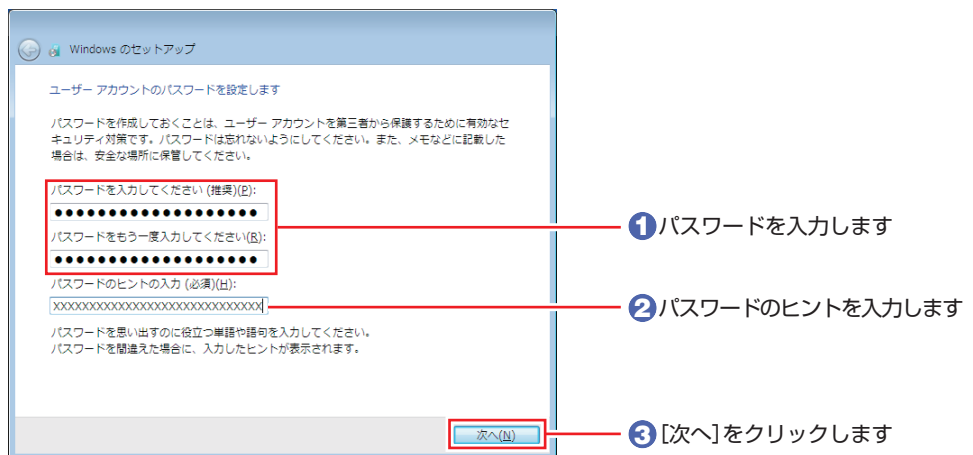 Windows のセットアップ
ユーザー アカウントのパスワードを設定します
パスワードを作成しておくことは、ユーザー アカウントを第三者から保護するために有効なセ
キュリティ対策です。パスワードは忘れないようにしてください。また、メモなどに記載した
場合は、安全な場所に保管してください。
パスワードを入力してください (推奨)(P):
●●●●●●●●●●●●●●●●●●●
❶パスワードを入力します
パスワードをもう一度入力してください(R):
●●●●●●●●●●●●●●●●●●●
パスワードのヒントの入力 (必須)(H):
XXXXXXXXXXXXXXXXXXXXXXXXXXXXX
❷パスワードのヒントを入力します
パスワードを思い出すのに役立つ単語や語句を入力してください。
パスワードを間違えた場合に、入力したヒントが表示されます。
次へ(N)
❸[次へ]をクリックします